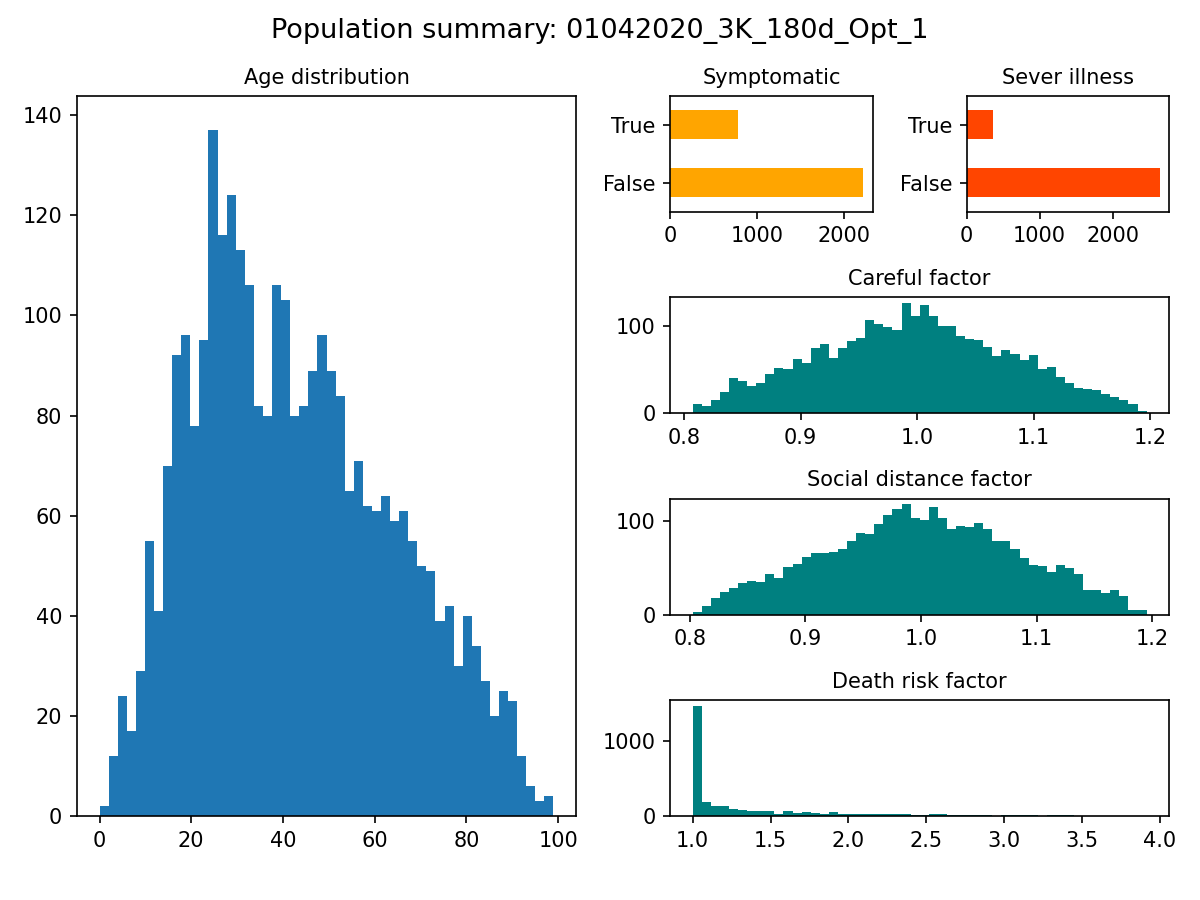 Population summary: 01042020_3K_180d_Opt_1
Age distribution
140
120
100
80
60
40
20
0
0 20 40 60 80 100
Symptomatic
True
False
0 1000 2000
Sever illness
True
False
0 1000 2000
Careful factor
100
0
0.8 0.9 1.0 1.1 1.2
Social distance factor
100
0
0.8 0.9 1.0 1.1 1.2
Death risk factor
1000
0
1.0 1.5 2.0 2.5 3.0 3.5 4.0